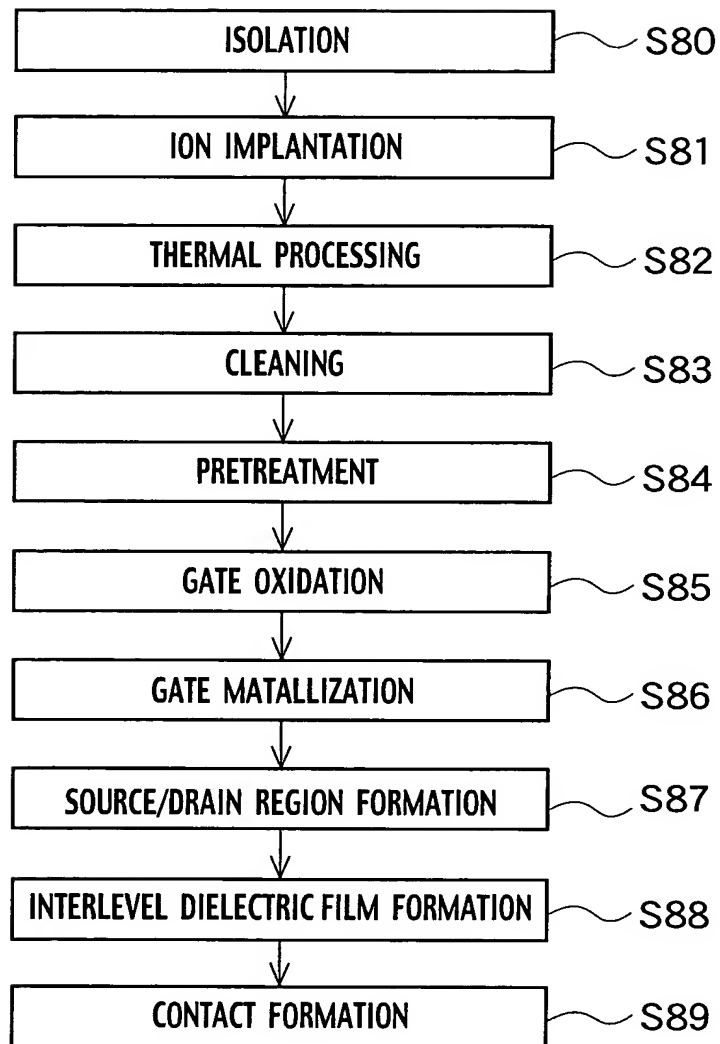 ISOLATION S80
ION IMPLANTATION S81
THERMAL PROCESSING S82
CLEANING S83
PRETREATMENT S84
GATE OXIDATION S85
GATE MATALLIZATION S86
SOURCE/DRAIN REGION FORMATION S87
INTERLEVEL DIELECTRIC FILM FORMATION S88
CONTACT FORMATION S89